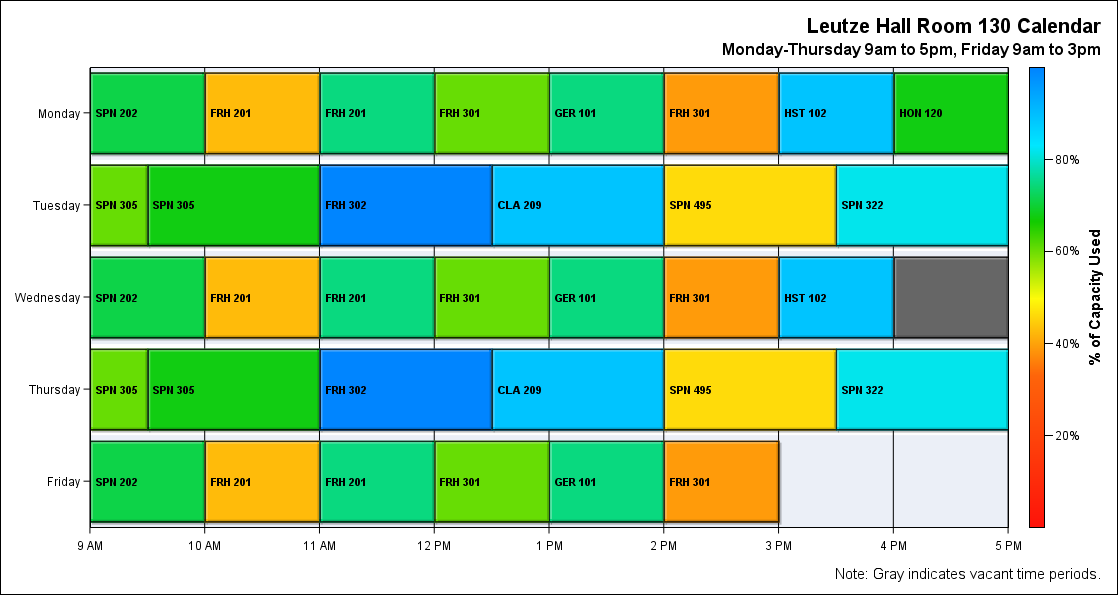 Leutze Hall Room 130 Calendar
Monday-Thursday 9am to 5pm, Friday 9am to 3pm
Monday SPN 202 FRH 201 FRH 201 FRH 301 GER 101 FRH 301 HST 102 HON 120
Tuesday SPN 305 SPN 305 FRH 302 CLA 209 SPN 495 SPN 322
Wednesday SPN 202 FRH 201 FRH 201 FRH 301 GER 101 FRH 301 HST 102
Thursday SPN 305 SPN 305 FRH 302 CLA 209 SPN 495 SPN 322
Friday SPN 202 FRH 201 FRH 201 FRH 301 GER 101 FRH 301
9 AM 10 AM 11 AM 12 PM 1 PM 2 PM 3 PM 4 PM 5 PM
80%
60%
40%
20%
% of Capacity Used
Note: Gray indicates vacant time periods.